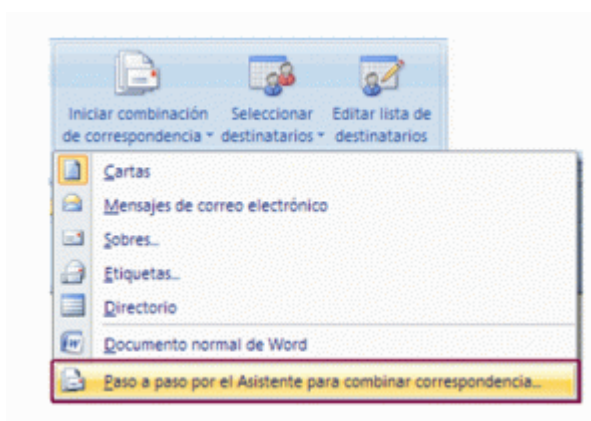 Iniciar combinación Seleccionar Editar lista de
de correspondencia destinatarios destinatarios
Cartas
Mensajes de correo electrónico
Sobres...
Etiquetas...
Directorio
Documento normal de Word
Paso a paso por el Asistente para combinar correspondencia...